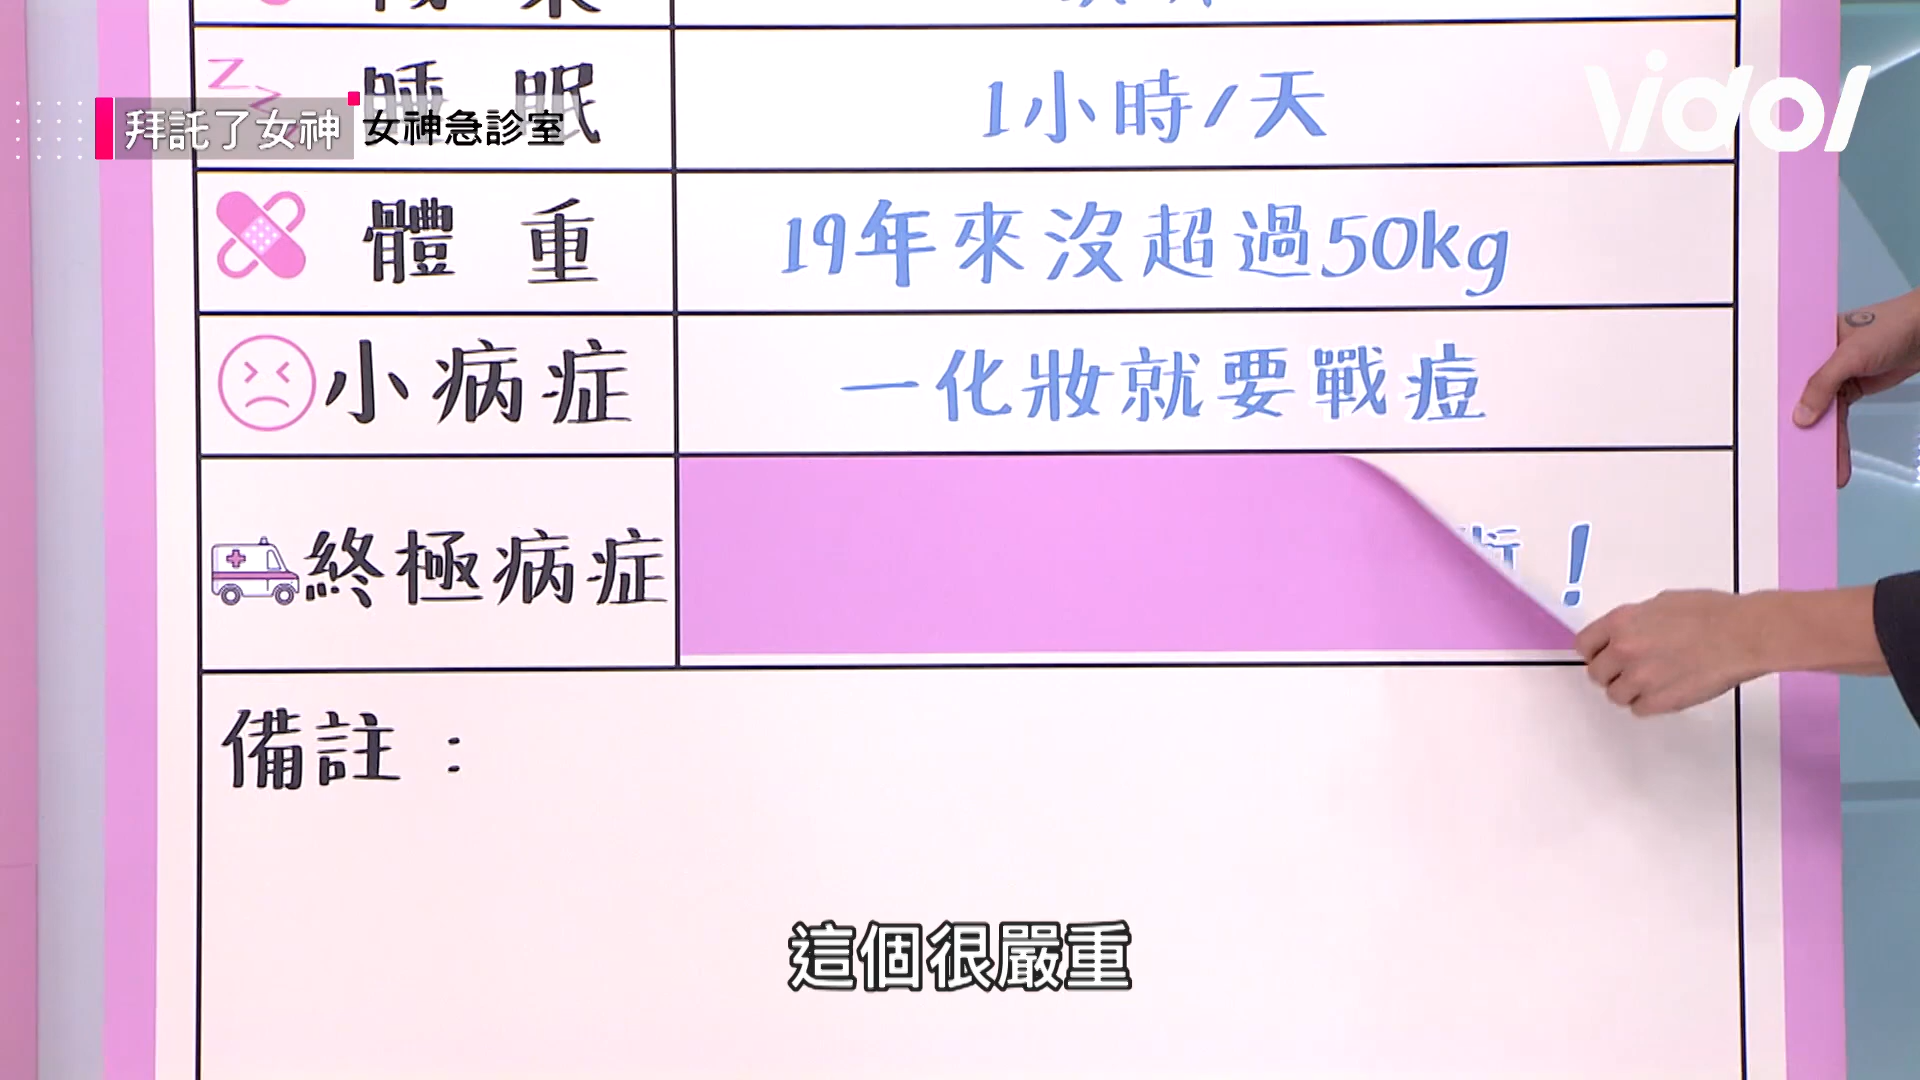 睡眠
1小時/天
拜託了女神
女神急診室
Vidol
體重
19年來沒超過50kg
小病症
一化妝就要戰痘
終極病症
！
備註：
這個很嚴重